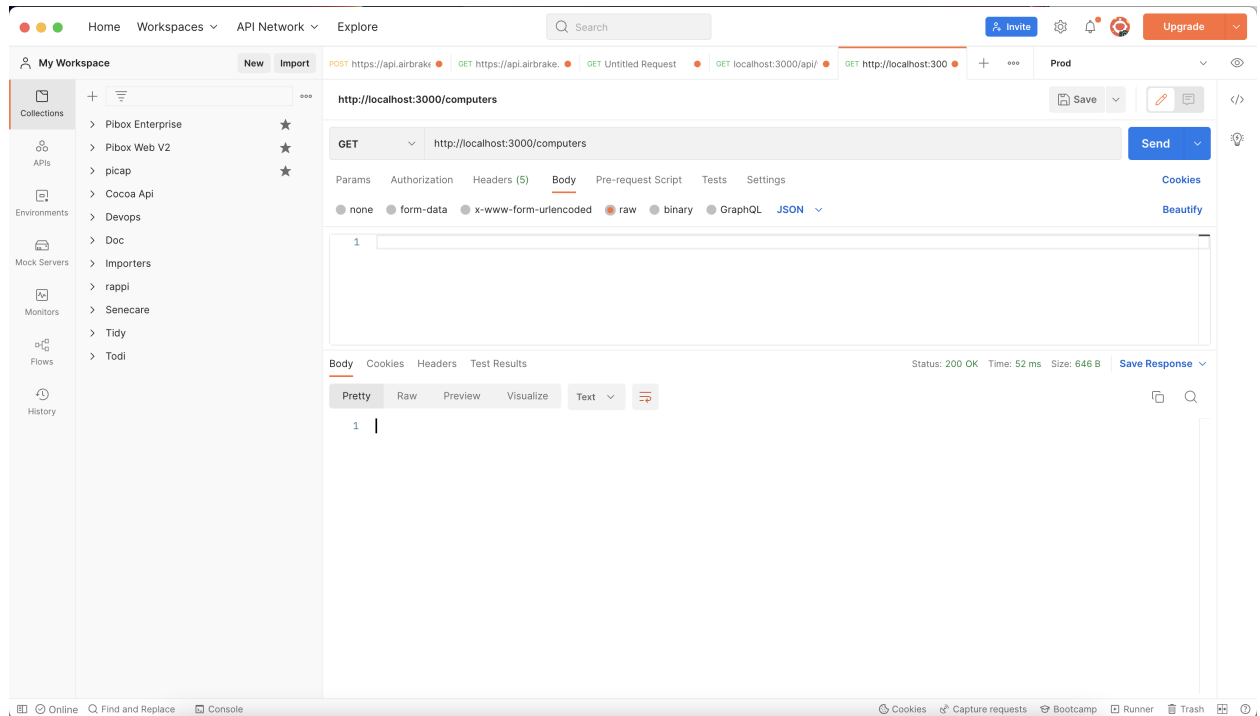 Home Workspaces API Network Explore Search Invite Upgrade
My Workspace New Import POST https://api.airbrake GET https://api.airbrake. GET Untitled Request GET localhost:3000/api/ GET http://localhost:300 + ooo Prod
Collections
APIs
Environments
Mock Servers
Monitors
Flows
History
Pibox Enterprise
Pibox Web V2
picap
Cocoa Api
Devops
Doc
Importers
rappi
Senecare
Tidy
Todi
http://localhost:3000/computers Save </>
GET http://localhost:3000/computers Send
Params Authorization Headers (5) Body Pre-request Script Tests Settings Cookies
none form-data x-www-form-urlencoded raw binary GraphQL JSON Beautify
1
Body Cookies Headers Test Results Status: 200 OK Time: 52 ms Size: 646 B Save Response
Pretty Raw Preview Visualize Text
1
Online Find and Replace Console Cookies Capture requests Bootcamp Runner Trash